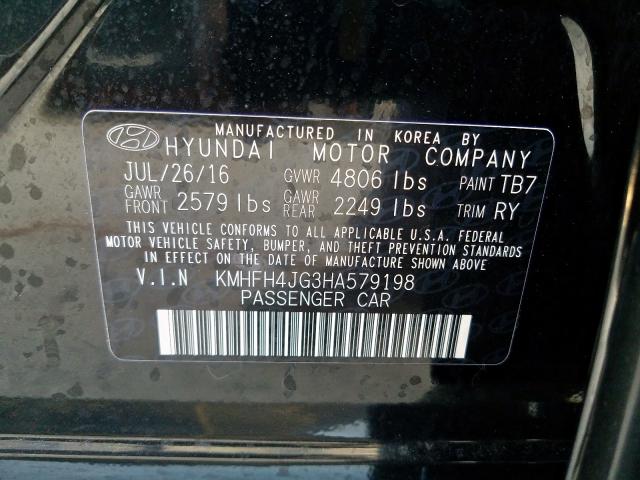 MANUFACTURED IN KOREA BY
HYUNDAI MOTOR COMPANY
JUL/26/16 GVWR 4806 lbs PAINT TB7
GAWR FRONT 2579 lbs GAWR REAR 2249 lbs TRIM RY
THIS VEHICLE CONFORMS TO ALL APPLICABLE U.S.A. FEDERAL
MOTOR VEHICLE SAFETY, BUMPER, AND THEFT PREVENTION STANDARDS
IN EFFECT ON THE DATE OF MANUFACTURE SHOWN ABOVE.
V.I.N KMHFH4JG3HA579198
PASSENGER CAR